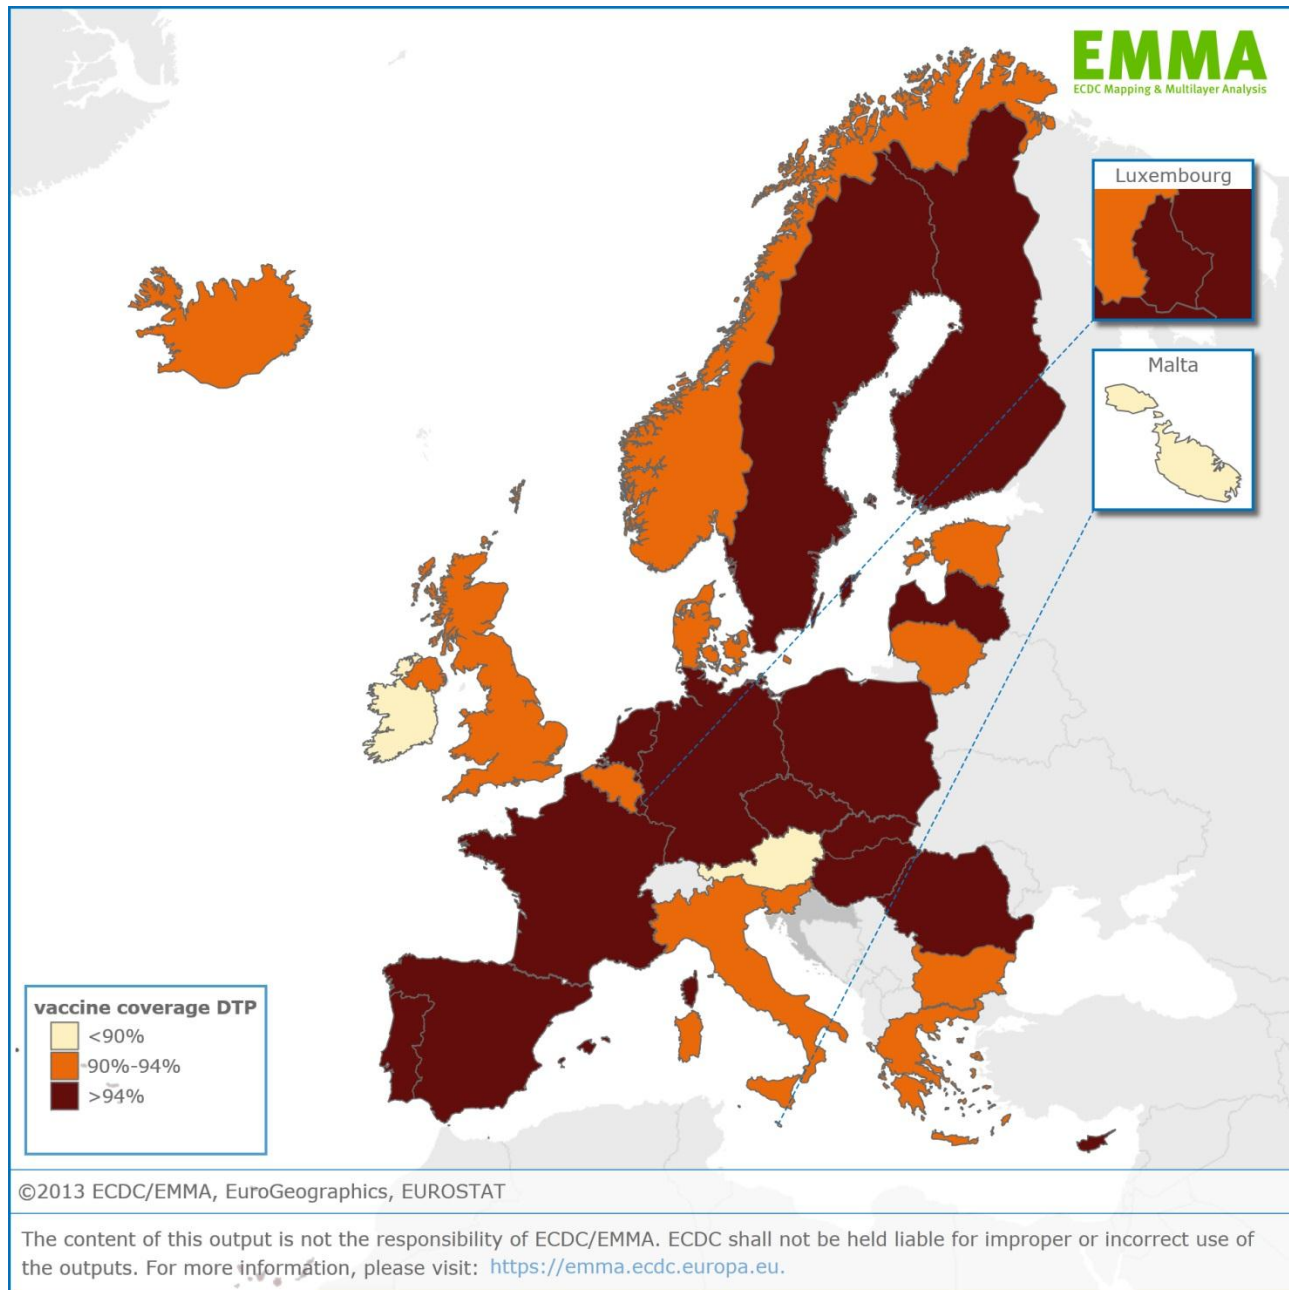 EMMA
ECDC Mapping & Multilayer Analysis
Luxembourg
Malta
vaccine coverage DTP
<90%
90%-94%
>94%
©2013 ECDC/EMMA, EuroGeographics, EUROSTAT
The content of this output is not the responsibility of ECDC/EMMA. ECDC shall not be held liable for improper or incorrect use of
the outputs. For more information, please visit: https://emma.ecdc.europa.eu.